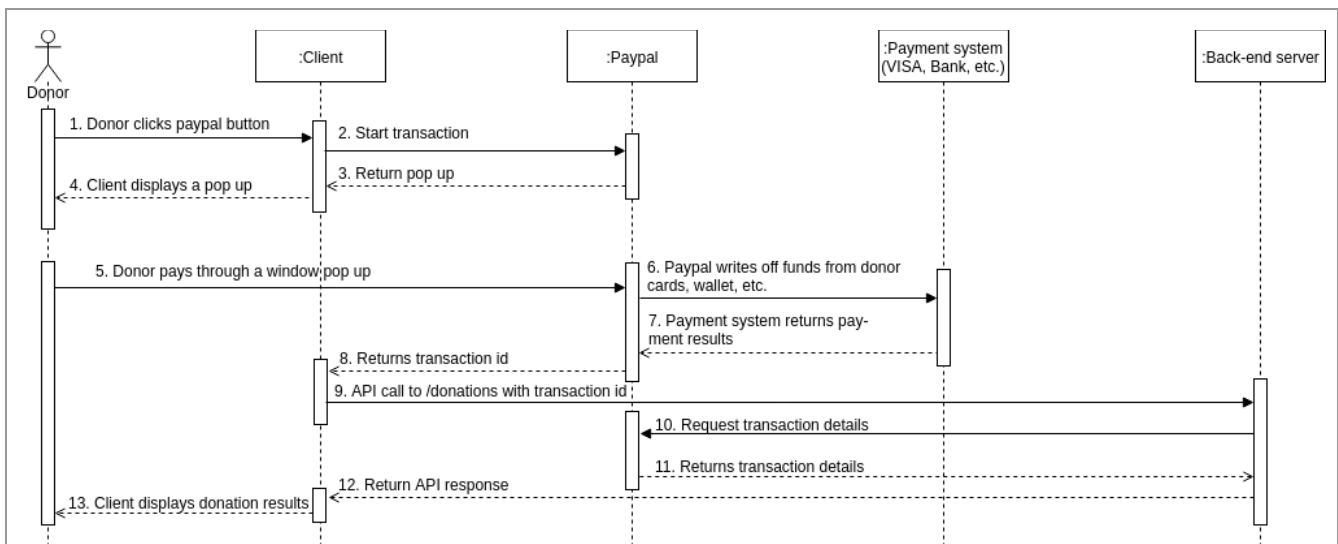 :Client
:Paypal
:Payment system
(VISA, Bank, etc.)
:Back-end server
Donor
1. Donor clicks paypal button
2. Start transaction
3. Return pop up
4. Client displays a pop up
5. Donor pays through a window pop up
6. Paypal writes off funds from donor
cards, wallet, etc.
7. Payment system returns pay-
ment results
8. Returns transaction id
9. API call to /donations with transaction id
10. Request transaction details
11. Returns transaction details
12. Return API response
13. Client displays donation results